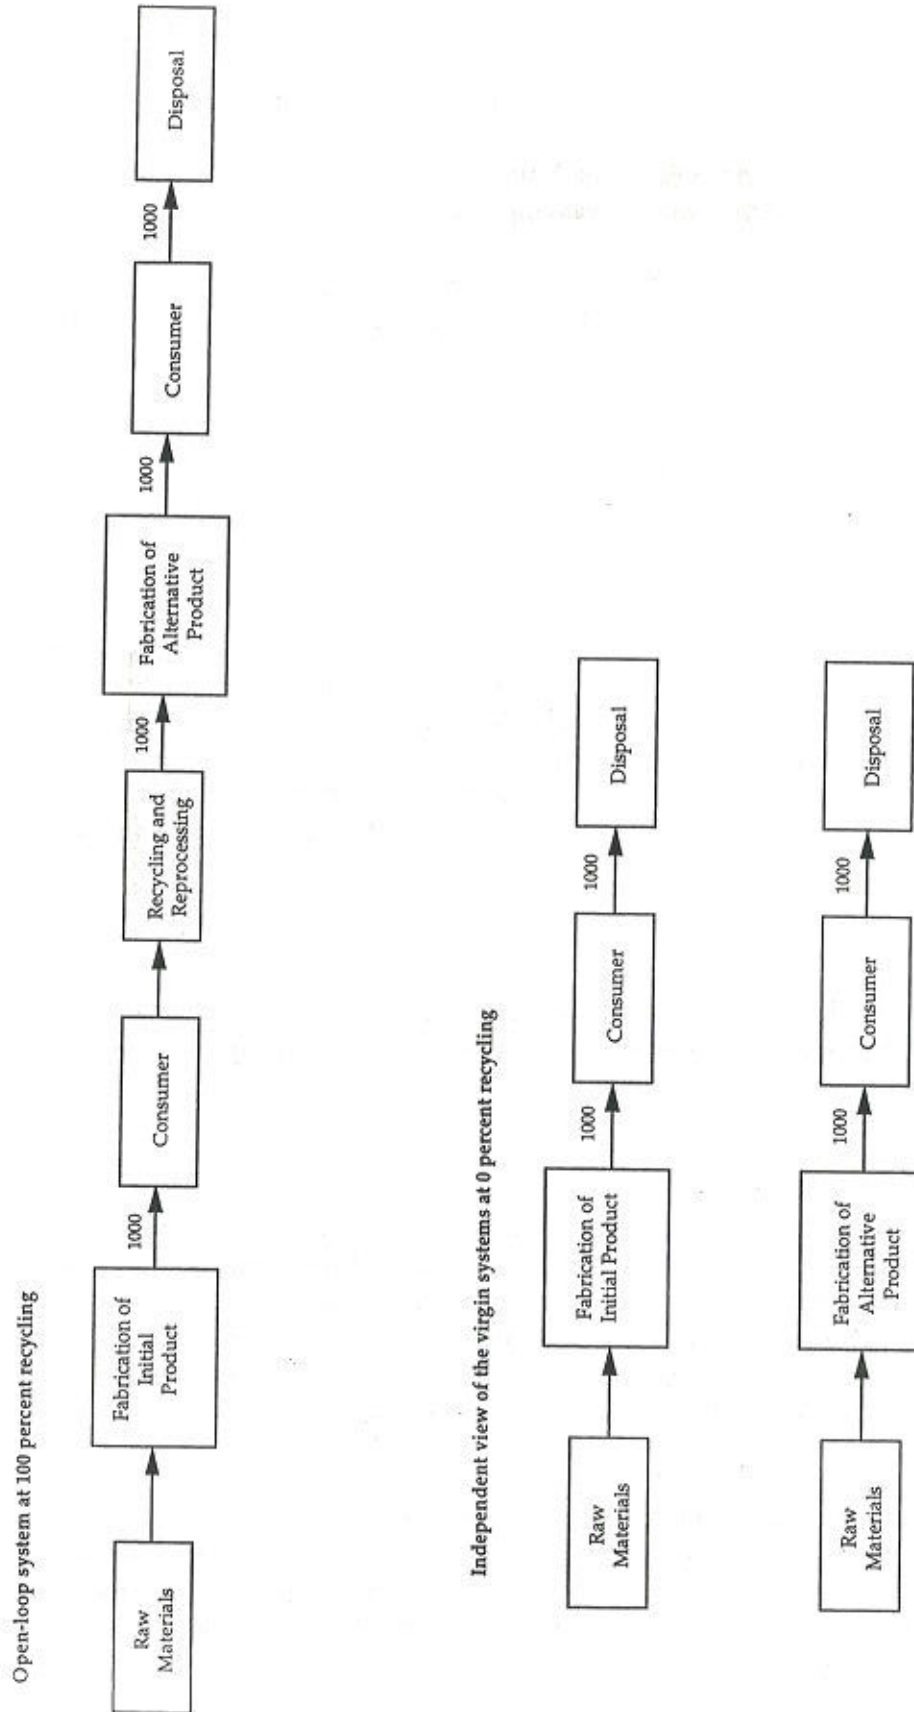 Open-loop system at 100 percent recycling
Raw
Materials
Fabrication of
Initial
Product
1000
Consumer
Recycling and
Reprocessing
1000
Fabrication of
Alternative
Product
1000
Consumer
1000
Disposal
Independent view of the virgin systems at 0 percent recycling
Raw
Materials
Fabrication of
Initial Product
1000
Consumer
1000
Disposal
Raw
Materials
Fabrication of
Alternative
Product
1000
Consumer
1000
Disposal